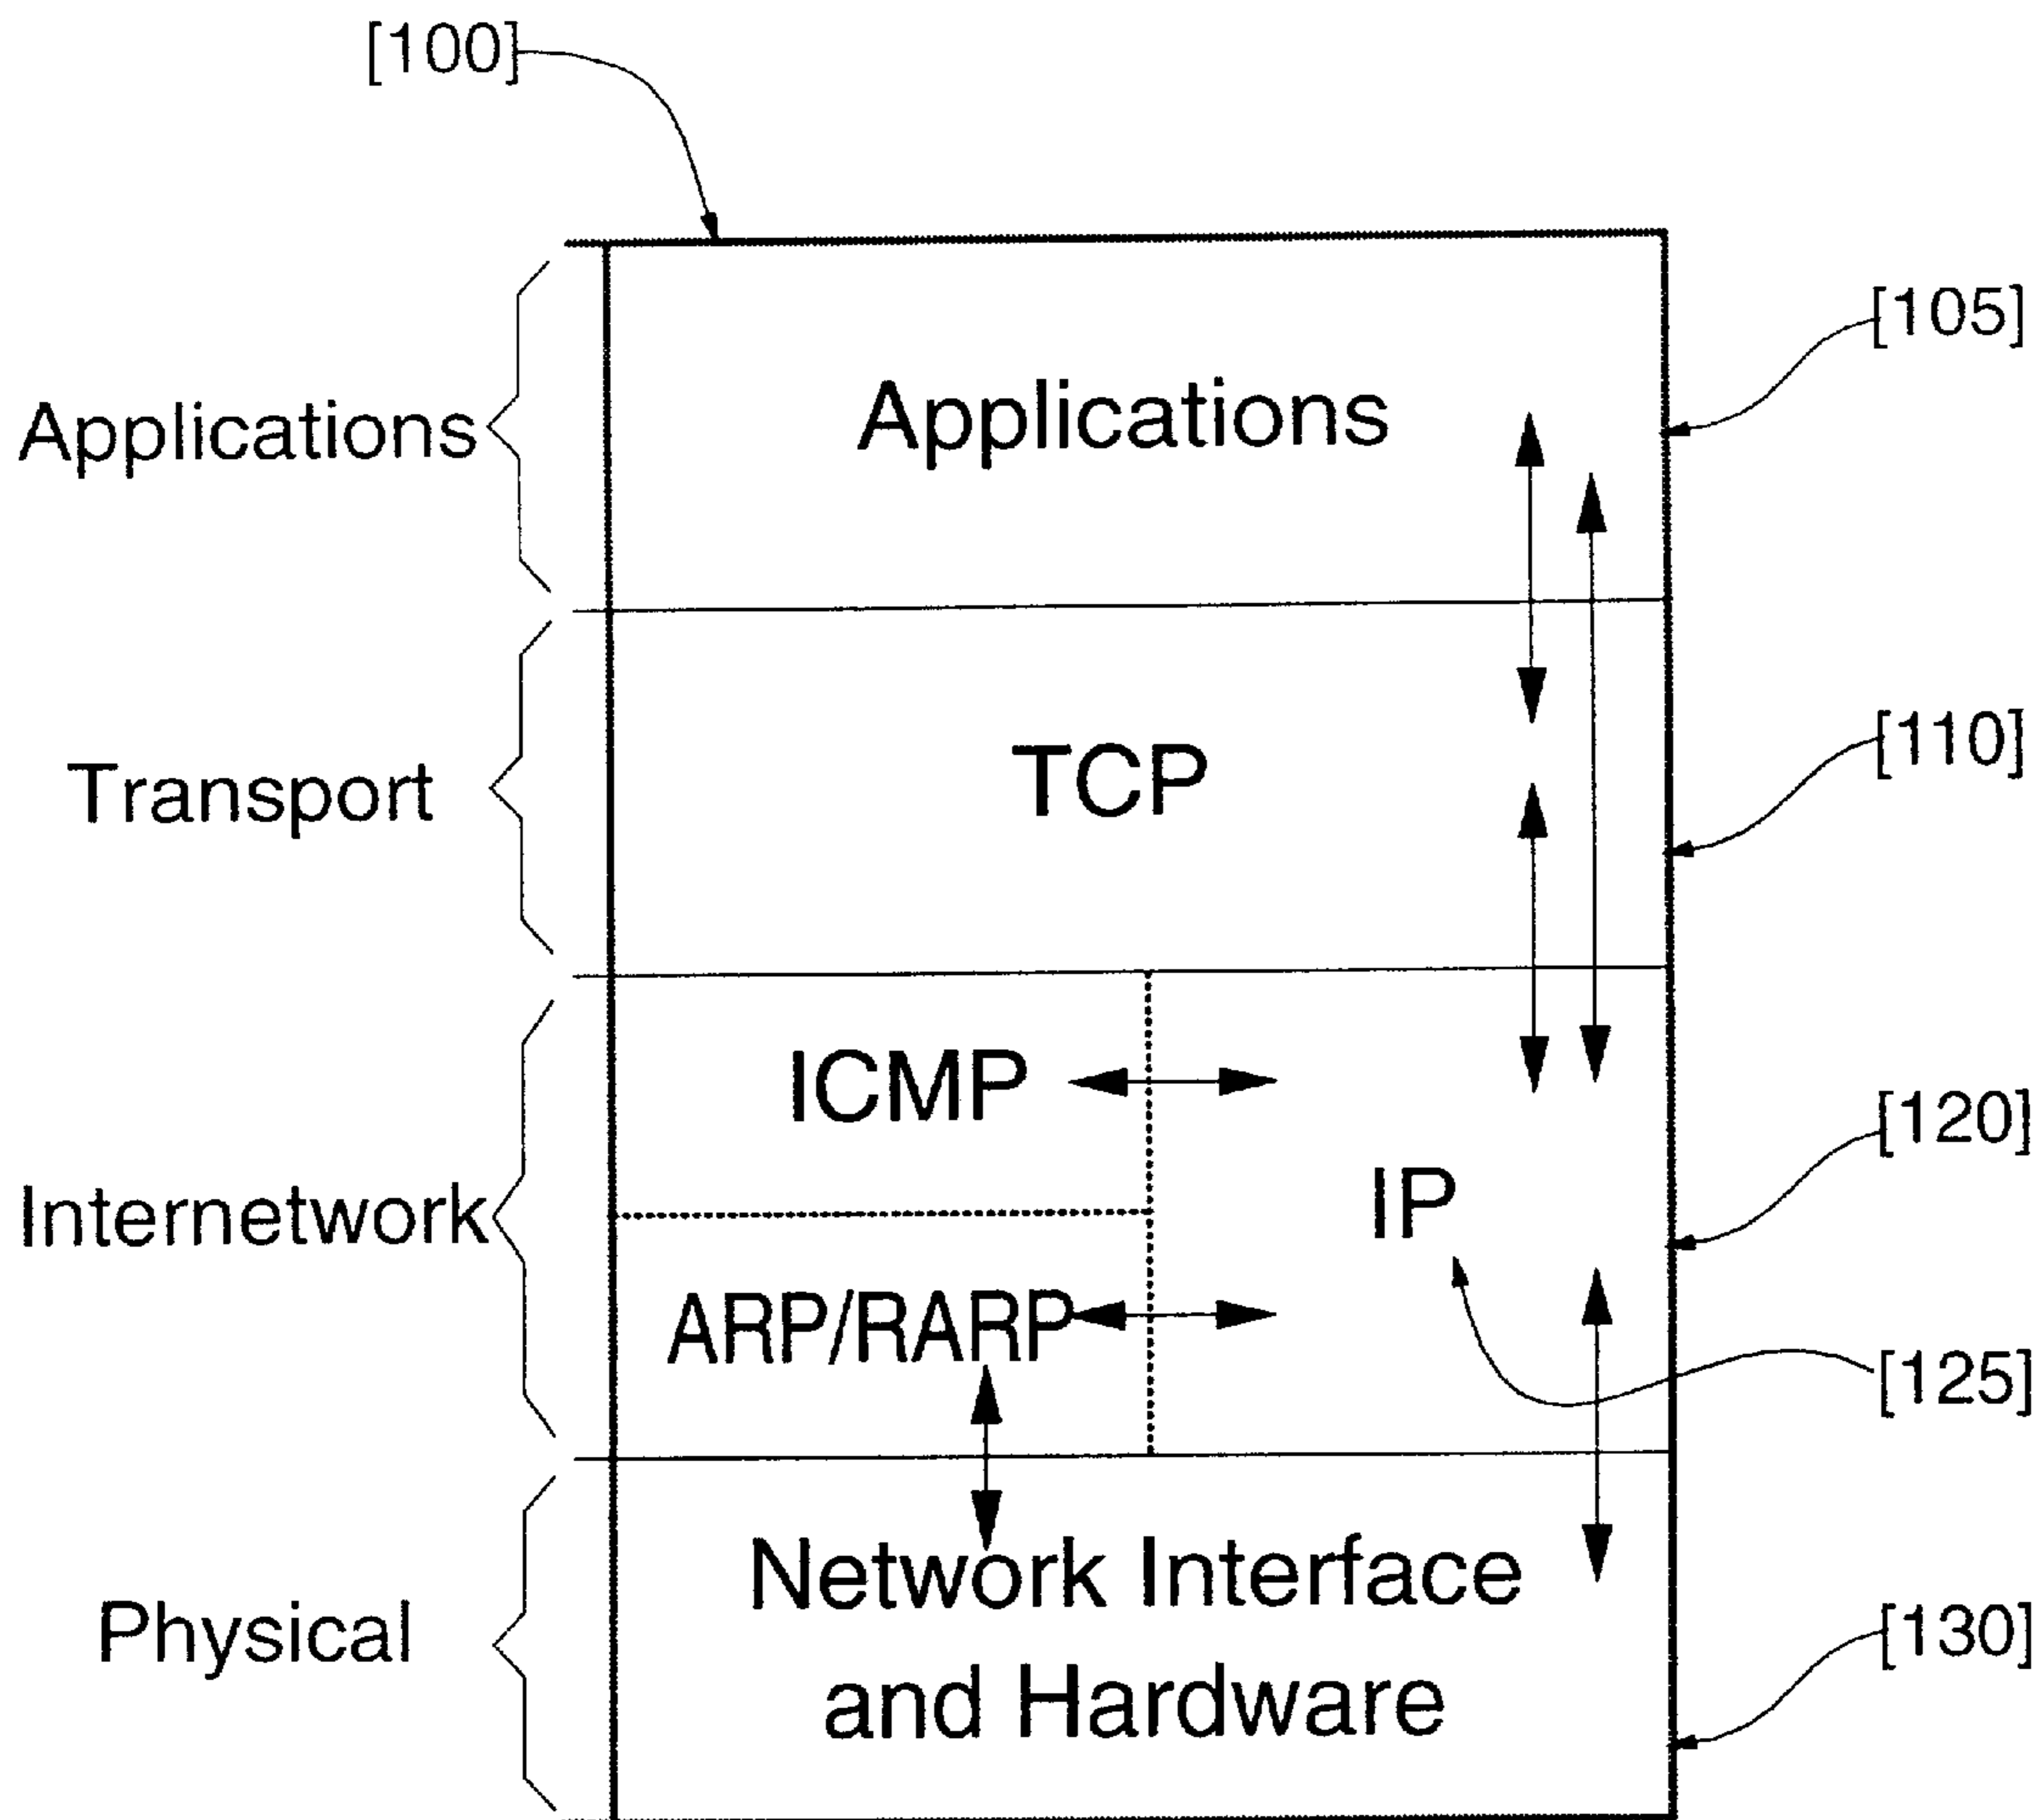 [100]
[105]
Applications
Applications
[110]
Transport
TCP
ICMP
[120]
Internetwork
IP
ARP/RARP
[125]
Network Interface
and Hardware
Physical
[130]